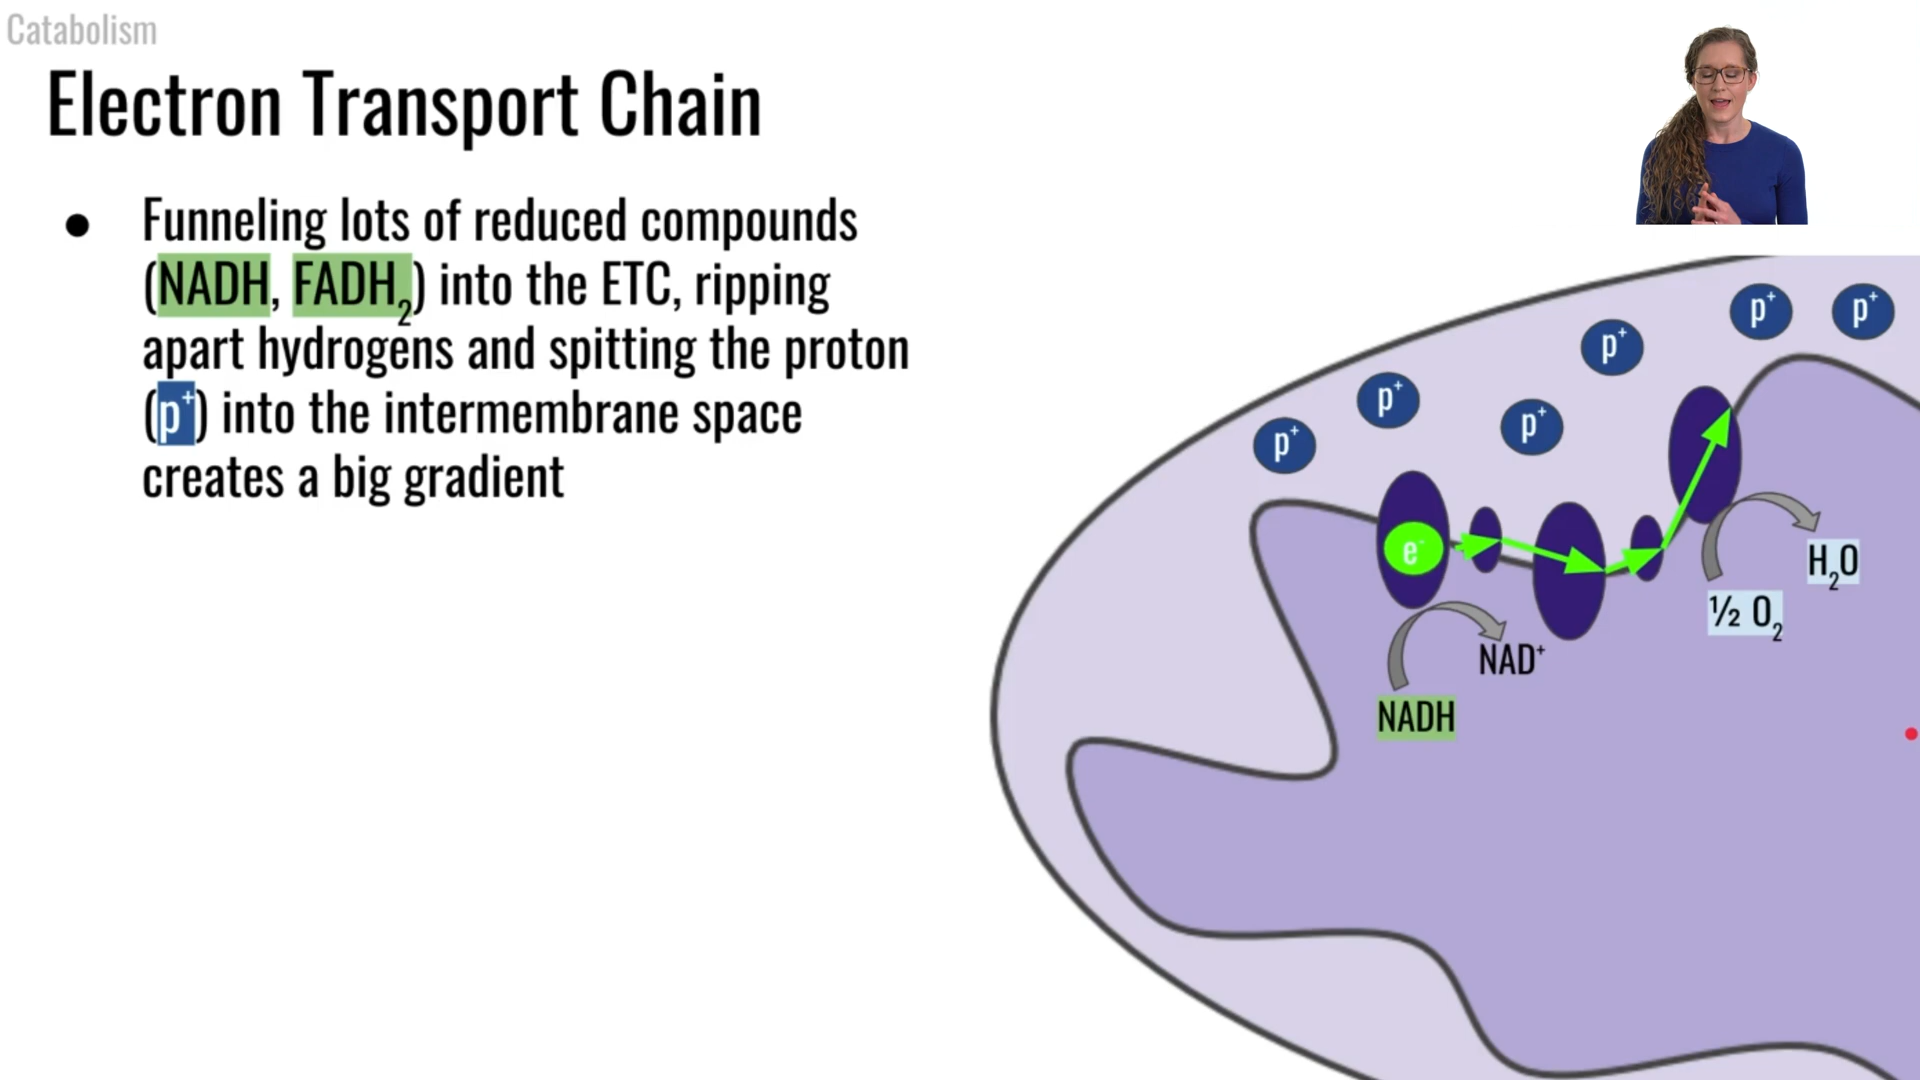 Catabolism
Electron Transport Chain
● Funneling lots of reduced compounds
(NADH, FADH₂) into the ETC, ripping
apart hydrogens and spitting the proton
(p⁺) into the intermembrane space
creates a big gradient
p⁺ p⁺
p⁺
p⁺
p⁺
p⁺
e⁻
H₂O
½ O₂
NAD⁺
NADH